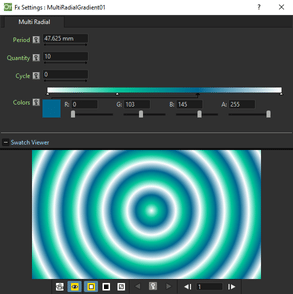 Fx Settings : MultiRadialGradient01
Multi Radial
Period 47.625 mm
Quantity 10
Cycle 0
Colors R: 0 G: 103 B: 145 A: 255
Swatch Viewer
1